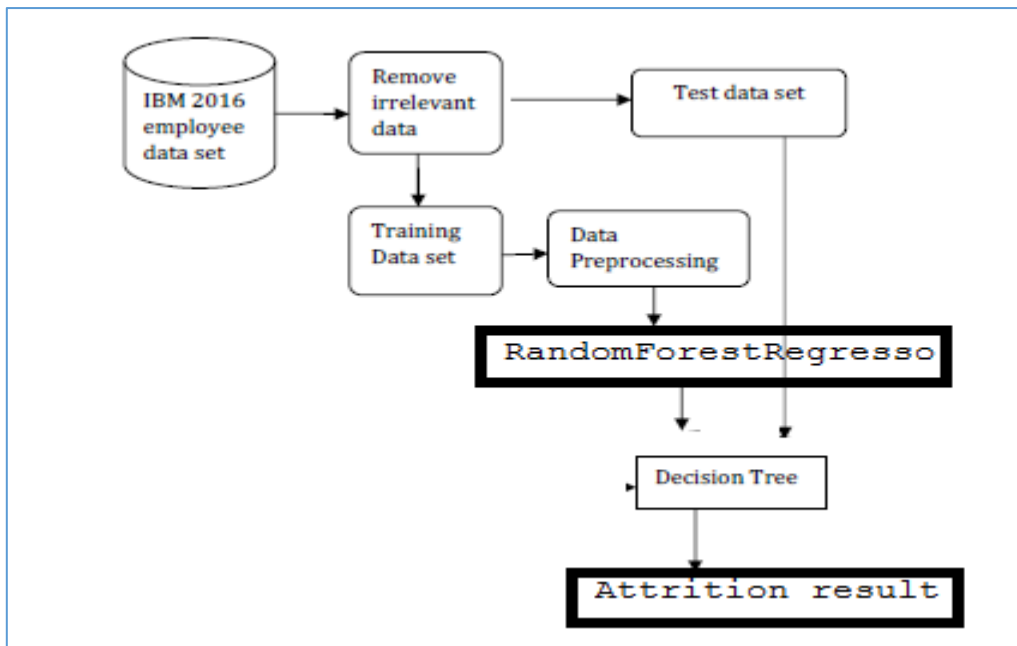 IBM 2016
employee
data set
Remove
irrelevant
data
Test data set
Training
Data set
Data
Preprocessing
RandomForestRegresso
Decision Tree
Attrition result